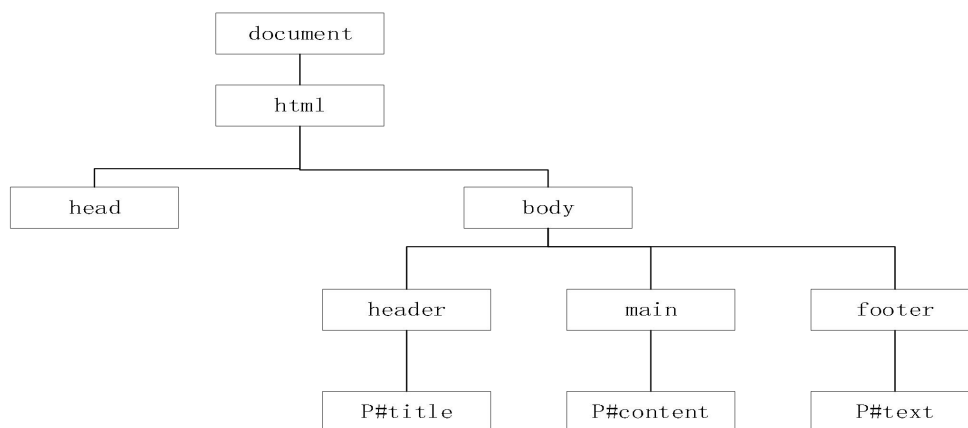 document
html
head
body
header
main
footer
P#title
P#content
P#text